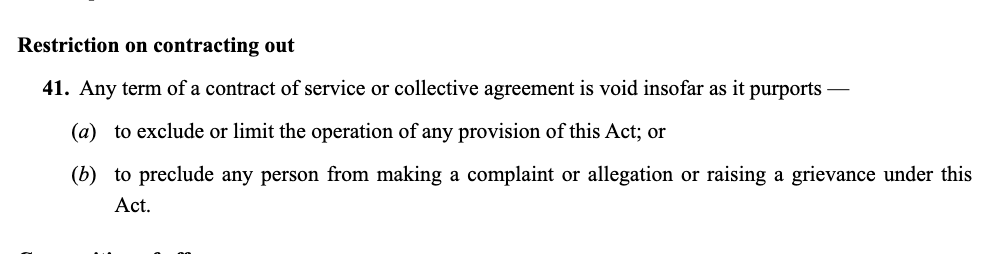 Restriction on contracting out
41. Any term of a contract of service or collective agreement is void insofar as it purports —
(a) to exclude or limit the operation of any provision of this Act; or
(b) to preclude any person from making a complaint or allegation or raising a grievance under this
Act.